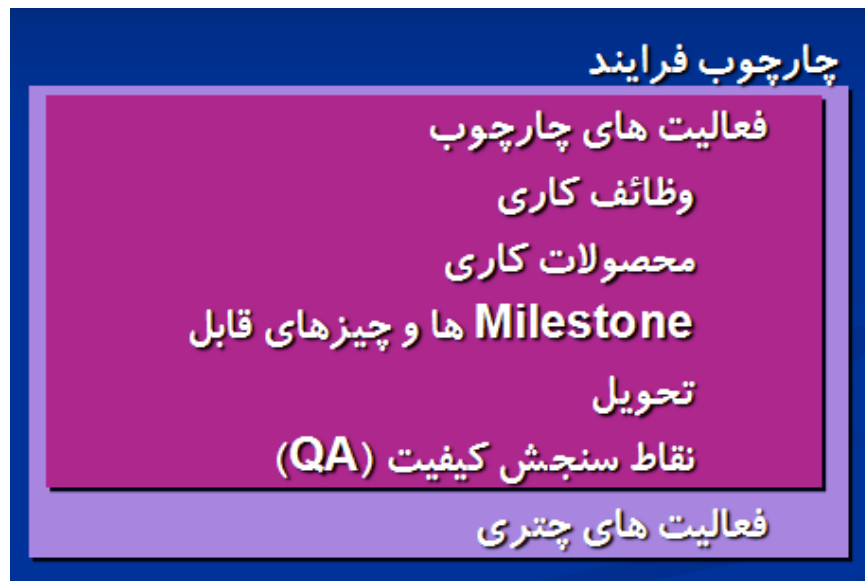 چارچوب فرایند
فعالیت های چارچوب
وظائف کاری
محصولات کاری
Milestone ها و چیزهای قابل
تحویل
نقاط سنجش کیفیت (QA)
فعالیت های چتری